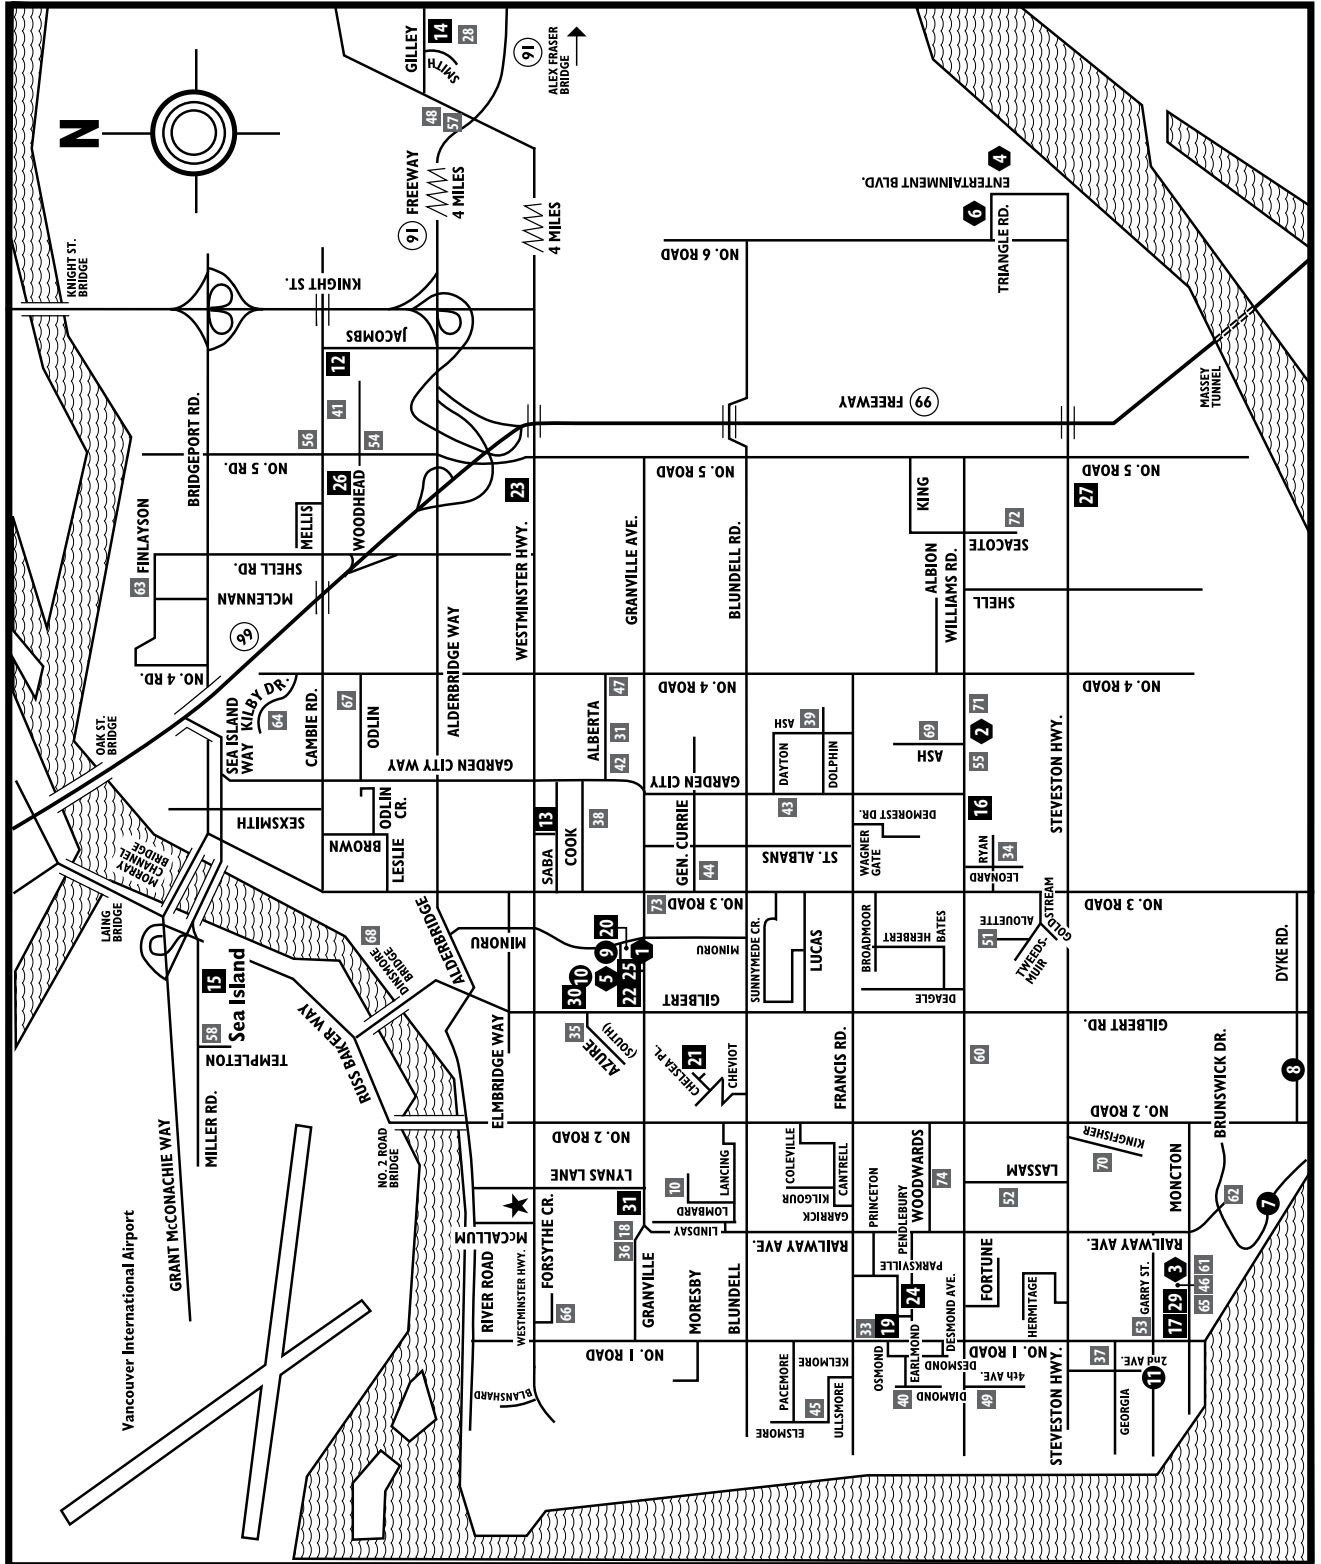 N
KNIGHT ST.
BRIDGE
GILLEY
14
28
SMITH
91
ALEX FRASER
BRIDGE
48
57
91
FREEWAY
4 MILES
4 MILES
ENTERTAINMENT BLVD.
4
6
TRIANGLE RD.
NO. 6 ROAD
KNIGHT ST.
JACOMBS
12
41
56
54
BRIDGEPORT RD.
NO. 5 RD.
26
WOODHEAD
MELLIS
FINLAYSON
63
SHELL RD.
MCLENNAN
99
NO. 4 RD.
FREEWAY
99
MASSEY
TUNNEL
23
WESTMINSTER HWY.
GRANVILLE AVE.
NO. 5 ROAD
BLUNDELL RD.
KING
NO. 5 ROAD
27
72
SEACOTE
ALBION
WILLIAMS RD.
SHELL
OAK ST.
BRIDGE
SEA ISLAND
WAY
KILBY DR.
64
CAMBIE RD.
67
ODLIN
ALDERBRIDGE WAY
GARDEN CITY WAY
ALBERTA
47
31
42
NO. 4 ROAD
GARDEN CITY
ASH
39
DAYTON
DOLPHIN
69
ASH
71
2
55
NO. 4 ROAD
STEVESTON HWY.
SEXSMITH
ODLIN
CR.
BROWN
LESLIE
13
SABA
COOK
38
GEN. CURRIE
44
ST. ALBANS
43
DEMOREST DR.
WAGNER
GATE
16
RYAN
34
LEONARD
MORRAY
CHANNEL
BRIDGE
LAING
BRIDGE
68
DINSMORE
BRIDGE
ALDERBRIDGE
MINORU
73
NO. 3 ROAD
20
9
1
10
5
25
30
22
MINORU
GILBERT
SUNNYMEDE CR.
LUCAS
BROADMOOR
HERBERT
BATES
DEAGLE
51
ALOUETTE
GOLD
STREAM
TWEEDS-
MUIR
NO. 3 ROAD
DYKE RD.
15
58
Sea Island
TEMPLETON
MILLER RD.
RUSS BAKER WAY
GRANT McCONACHIE WAY
Vancouver International Airport
NO. 2 ROAD
BRIDGE
ELMBRIDGE WAY
35
AZURE
(SOUTH)
21
CHELSEA PL.
CHEVIOT
FRANCIS RD.
60
GILBERT RD.
8
NO. 2 ROAD
BRUNSWICK DR.
NO. 2 ROAD
LYNAS LANE
31
10
LOMBARD
LANCING
LINDSAY
COLEVILLE
KILGOUR
CANTRELL
GARRICK
PRINCETON
PENDLEBURY
WOODWARDS
74
LASSAM
52
KINGFISHER
70
MONCTON
62
7
McCALLUM
RIVER ROAD
WESTMINSTER HWY.
FORSYTHE CR.
66
36
18
GRANVILLE
MORESBY
BLUNDELL
RAILWAY AVE.
PARKSVILLE
24
33
19
DESMOND AVE.
FORTUNE
HERMITAGE
RAILWAY AVE.
GARRY ST.
53
3
17
29
61
46
65
BLANSHARD
NO. 1 ROAD
PACEMORE
KELMORE
45
ULLSMORE
ELSMORE
OSMOND
EARLMOND
DESMOND
40
DIAMOND
NO. 1 ROAD
4th AVE.
49
STEVESTON HWY.
37
2nd AVE.
GEORGIA
11